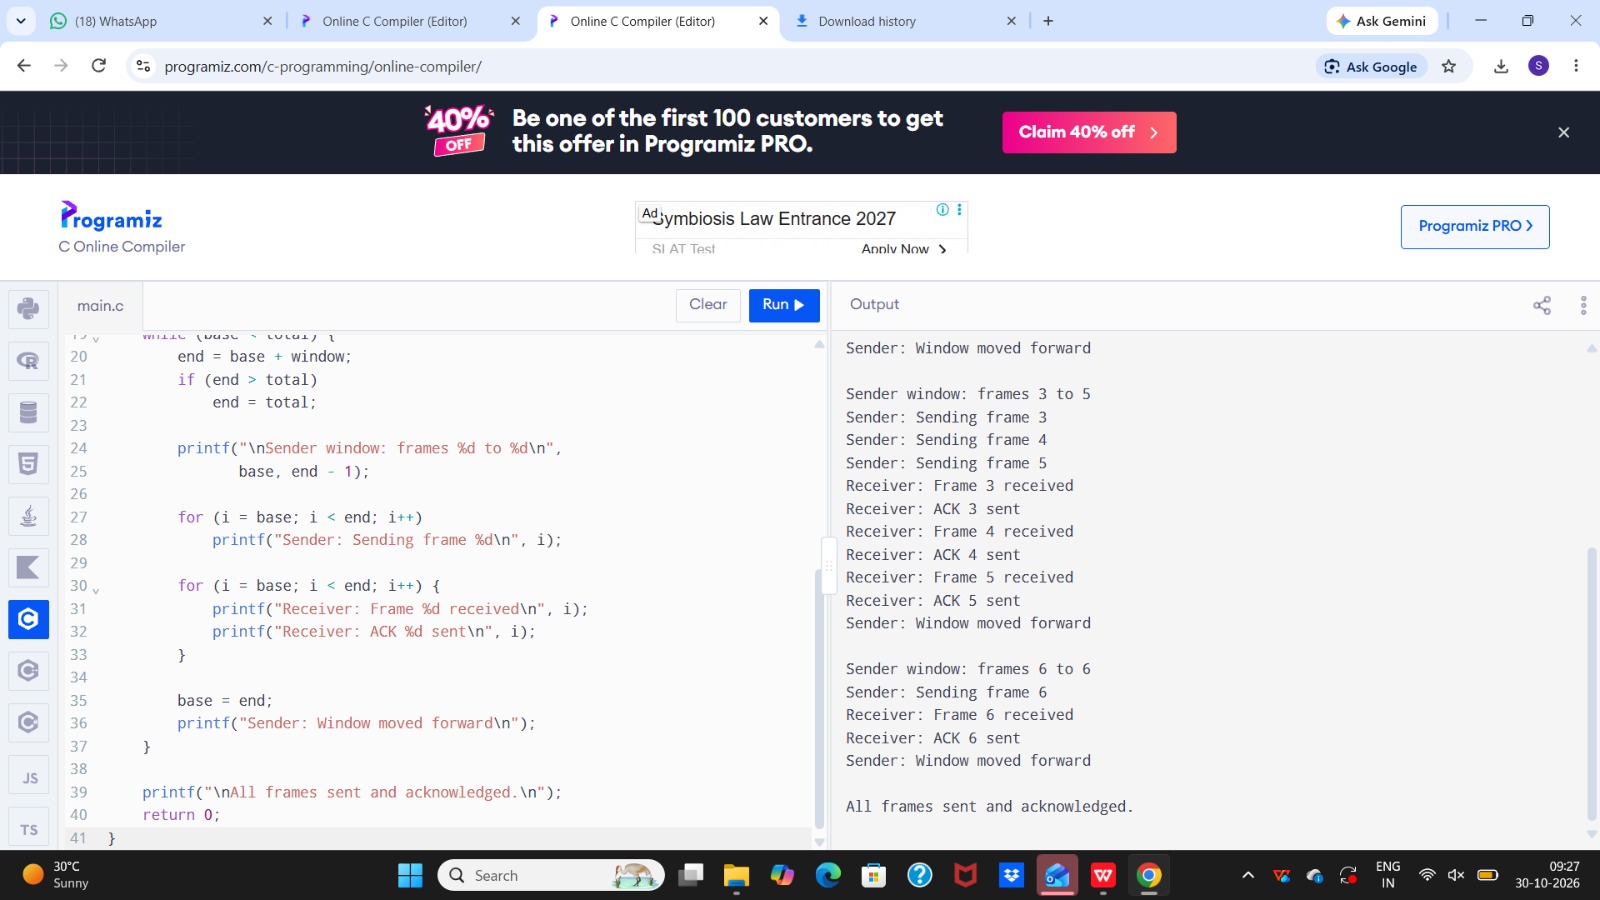 (18) WhatsApp
Online C Compiler (Editor)
Online C Compiler (Editor)
Download history
Ask Gemini
programiz.com/c-programming/online-compiler/
Ask Google
S
40%
OFF
Be one of the first 100 customers to get
this offer in Programiz PRO.
Claim 40% off
Programiz
C Online Compiler
Ad
Symbiosis Law Entrance 2027
SLAT Test
Apply Now
Programiz PRO
main.c
Clear
Run
Output
19 while (base < total) {
20 end = base + window;
21 if (end > total)
22 end = total;
23
24 printf("\nSender window: frames %d to %d\n",
25 base, end - 1);
26
27 for (i = base; i < end; i++)
28 printf("Sender: Sending frame %d\n", i);
29
30 for (i = base; i < end; i++) {
31 printf("Receiver: Frame %d received\n", i);
32 printf("Receiver: ACK %d sent\n", i);
33 }
34
35 base = end;
36 printf("Sender: Window moved forward\n");
37 }
38
39 printf("\nAll frames sent and acknowledged.\n");
40 return 0;
41 }
Sender: Window moved forward
Sender window: frames 3 to 5
Sender: Sending frame 3
Sender: Sending frame 4
Sender: Sending frame 5
Receiver: Frame 3 received
Receiver: ACK 3 sent
Receiver: Frame 4 received
Receiver: ACK 4 sent
Receiver: Frame 5 received
Receiver: ACK 5 sent
Sender: Window moved forward
Sender window: frames 6 to 6
Sender: Sending frame 6
Receiver: Frame 6 received
Receiver: ACK 6 sent
Sender: Window moved forward
All frames sent and acknowledged.
JS
TS
30°C
Sunny
Search
ENG
IN
09:27
30-10-2026